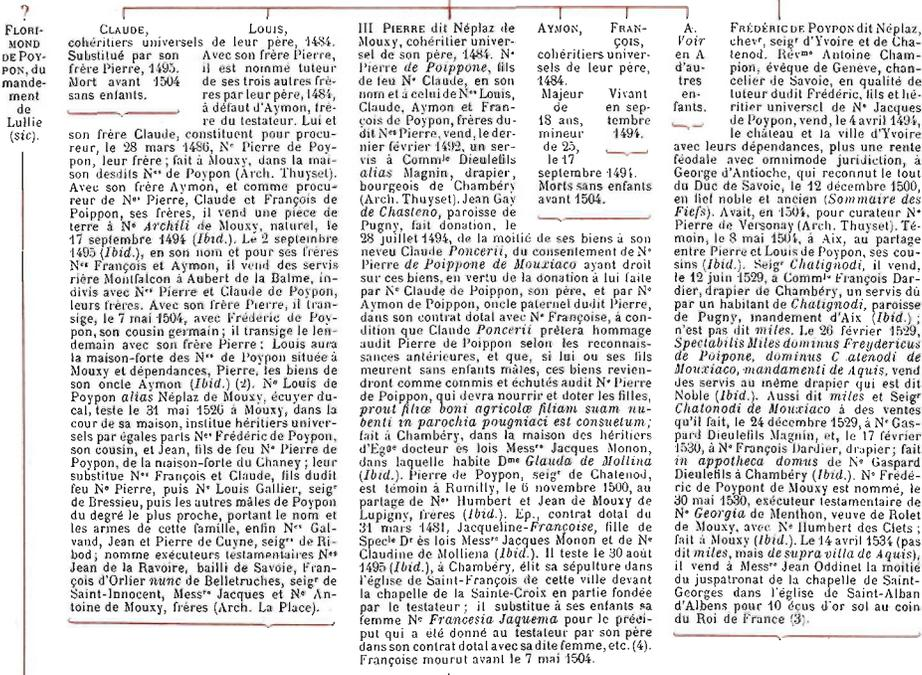 ?
FLORI-
MOND
DE POY-
PON, du
mande-
ment
de
Lullie
(sic).
CLAUDE,
cohéritiers universels de leur père, 1484.
Substitué par son
frère Pierre, 1495.
Mort avant 1504
sans enfants.
LOUIS,
Avec son frère Pierre,
il est nommé tuteur
de ses trois autres frè-
res par leur père, 1484,
à défaut d'Aymon, frè-
re du testateur. Lui et
son frère Claude, constituent pour procu-
reur, le 28 mars 1486, Nᵉ Pierre de Poy-
pon, leur frère ; fait à Mouxy, dans la mai-
son desdits Nᵉˢ de Poypon (Arch. Thuyset).
Avec son frère Aymon, et comme procu-
reur de Nᵉˢ Pierre, Claude et François de
Poippon, ses frères, il vend une pièce de
terre à Nᵉ Archili de Mouxy, naturel, le
17 septembre 1494 (Ibid.). Le 2 septembre
1495 (Ibid.), en son nom et pour ses frères
Nᵉˢ François et Aymon, il vend des servis
rière Montfalcon à Aubert de la Balme, in-
divis avec Nᵉˢ Pierre et Claude de Poypon,
leurs frères. Avec son frère Pierre, il tran-
sige, le 7 mai 1504, avec Frédéric de Poy-
pon, son cousin germain ; il transige le len-
demain avec son frère Pierre ; Louis aura
la maison-forte des Nᵉˢ de Poypon située à
Mouxy et dépendances, Pierre, les biens de
son oncle Aymon (Ibid.) (2). Nᵉ Louis de
Poypon alias Néplaz de Mouxy, écuyer du-
cal, teste le 31 mai 1526 à Mouxy, dans la
cour de sa maison, institue héritiers univer-
sels par égales parts Nᵉˢ Frédéric de Poypon,
son cousin, et Jean, fils de feu Nᵉ Pierre de
Poypon, de la maison-forte du Chaney ; leur
substitue Nᵉˢ François et Claude, fils dudit
feu Nᵉ Pierre, puis Nᵉ Louis Gallier, seigʳ
de Bressieu, puis les autres mâles de Poypon
du degré le plus proche, portant le nom et
les armes de cette famille, enfin Nᵉˢ Gal-
vand, Jean et Pierre de Cuyne, seigʳˢ de Ri-
bod ; nomme exécuteurs testamentaires Nᵉˢ
Jean de la Ravoire, bailli de Savoie, Fran-
çois d'Orlier nunc de Belletruches, seigʳ de
Saint-Innocent, Messʳˢ Jacques et Nᵉ An-
toine de Mouxy, frères (Arch. La Place).
III PIERRE dit Néplaz de
Mouxy, cohéritier univer-
sel de son père, 1484. Nᵉ
Pierre de Poippone, fils
de feu Nᵉ Claude, en son
nom et à celui de Nᵉˢ Louis,
Claude, Aymon et Fran-
çois de Poypon, frères du-
dit Nᵉ Pierre, vend, le der-
nier février 1492, un ser-
vis à Commˡᵉ Dieulefils
alias Magnin, drapier,
bourgeois de Chambéry
(Arch. Thuyset). Jean Gay
de Chasteno, paroisse de
Pugny, fait donation, le
28 juillet 1494, de la moitié de ses biens à son
neveu Claude Poncerii, du consentement de Nᵉ
Pierre de Poippone de Mouxiaco ayant droit
sur ces biens, en vertu de la donation à lui faite
par Nᵉ Claude de Poippon, son père, et par Nᵉ
Aymon de Poippon, oncle paternel dudit Pierre,
dans son contrat dotal avec Nᵉ Françoise, à con-
dition que Claude Poncerii prêtera hommage
audit Pierre de Poippon selon les reconnais-
sances antérieures, et que, si lui ou ses fils
meurent sans enfants mâles, ces biens revien-
dront comme commis et échutés audit Nᵉ Pierre
de Poippon, qui devra nourrir et doter les filles,
prout filiæ boni agricolæ filiam suam nu-
benti in parochia pougniaci est consuetum ;
fait à Chambéry, dans la maison des héritiers
d'Egᵉ docteur ès lois Messʳᵉ Jacques Monon,
dans laquelle habite Dᵐᵉ Glauda de Mollina
(Ibid.). Pierre de Poypon, seigʳ de Chatenod,
est témoin à Rumilly, le 6 novembre 1500, au
partage de Nᵉˢ Humbert et Jean de Mouxy de
Lupigny, frères (Ibid.). Ép., contrat dotal du
31 mars 1481, Jacqueline-Françoise, fille de
Specˡᵉ Dʳ ès lois Messʳᵉ Jacques Monon et de Nᵉ
Claudine de Molliena (Ibid.). Il teste le 30 août
1495 (Ibid.), à Chambéry, élit sa sépulture dans
l'église de Saint-François de cette ville devant
la chapelle de la Sainte-Croix en partie fondée
par le testateur ; il substitue à ses enfants sa
femme Nᵉ Francesia Jaquema pour le préci-
put qui a été donné au testateur par son père
dans son contrat dotal avec sa dite femme, etc. (4).
Françoise mourut avant le 7 mai 1504.
AYMON,
FRAN-
ÇOIS,
cohéritiers univer-
sels de leur père,
1484.
Majeur
de
18 ans,
mineur
de 25,
le 17
septembre 1494.
Vivant
en sep-
tembre
1494.
Morts sans enfants
avant 1504.
A.
Voir
en A
d'au-
tres
en-
fants.
FRÉDÉRIC DE POYPON dit Néplaz,
chevʳ, seigʳ d'Yvoire et de Cha-
tenod. Révᵐᵉ Antoine Cham-
pion, évêque de Genève, chan-
celier de Savoie, en qualité de
tuteur dudit Frédéric, fils et hé-
ritier universel de Nᵉ Jacques
de Poypon, vend, le 4 avril 1494,
le château et la ville d'Yvoire
avec leurs dépendances, plus une rente
féodale avec omnimode juridiction, à
George d'Antioche, qui reconnut le tout
du Duc de Savoie, le 12 décembre 1500,
en fief noble et ancien (Sommaire des
Fiefs). Avait, en 1504, pour curateur Nᵉ
Pierre de Versonay (Arch. Thuyset). Té-
moin, le 8 mai 1504, à Aix, au partage
entre Pierre et Louis de Poypon, ses cou-
sins (Ibid.). Seigʳ Chatignodi, il vend,
le 12 juin 1529, à Commˡᵉ François Dar-
dier, drapier de Chambéry, un servis dû
par un habitant de Chatignodi, paroisse
de Pugny, mandement d'Aix (Ibid.) ;
n'est pas dit miles. Le 26 février 1529,
Spectabilis Miles dominus Freydericus
de Poipone, dominus C atenodi de
Mouxiaco, mandamenti de Aquis, vend
des servis au même drapier qui est dit
Noble (Ibid.). Aussi dit miles et Seigʳ
Chatonodi de Mouxiaco à des ventes
qu'il fait, le 24 décembre 1529, à Nᵉ Gas-
pard Dieulefils Magnin, et, le 17 février
1530, à Nᵉ François Dardier, drapier ; fait
in appotheca domus de Nᵉ Gaspard
Dieulefils à Chambéry (Ibid.). Nᵉ Frédé-
ric de Poypont de Mouxy est nommé, le
30 mai 1530, exécuteur testamentaire de
Nᵉ Georgia de Menthon, veuve de Rolet
de Mouxy, avec Nᵉ Humbert des Clets ;
fait à Mouxy (Ibid.). Le 14 avril 1534 (pas
dit miles, mais de supra villa de Aquis),
il vend à Messʳᵉ Jean Oddinet la moitié
du juspatronat de la chapelle de Saint-
Georges dans l'église de Saint-Alban
d'Albens pour 10 écus d'or sol au coin
du Roi de France (3).